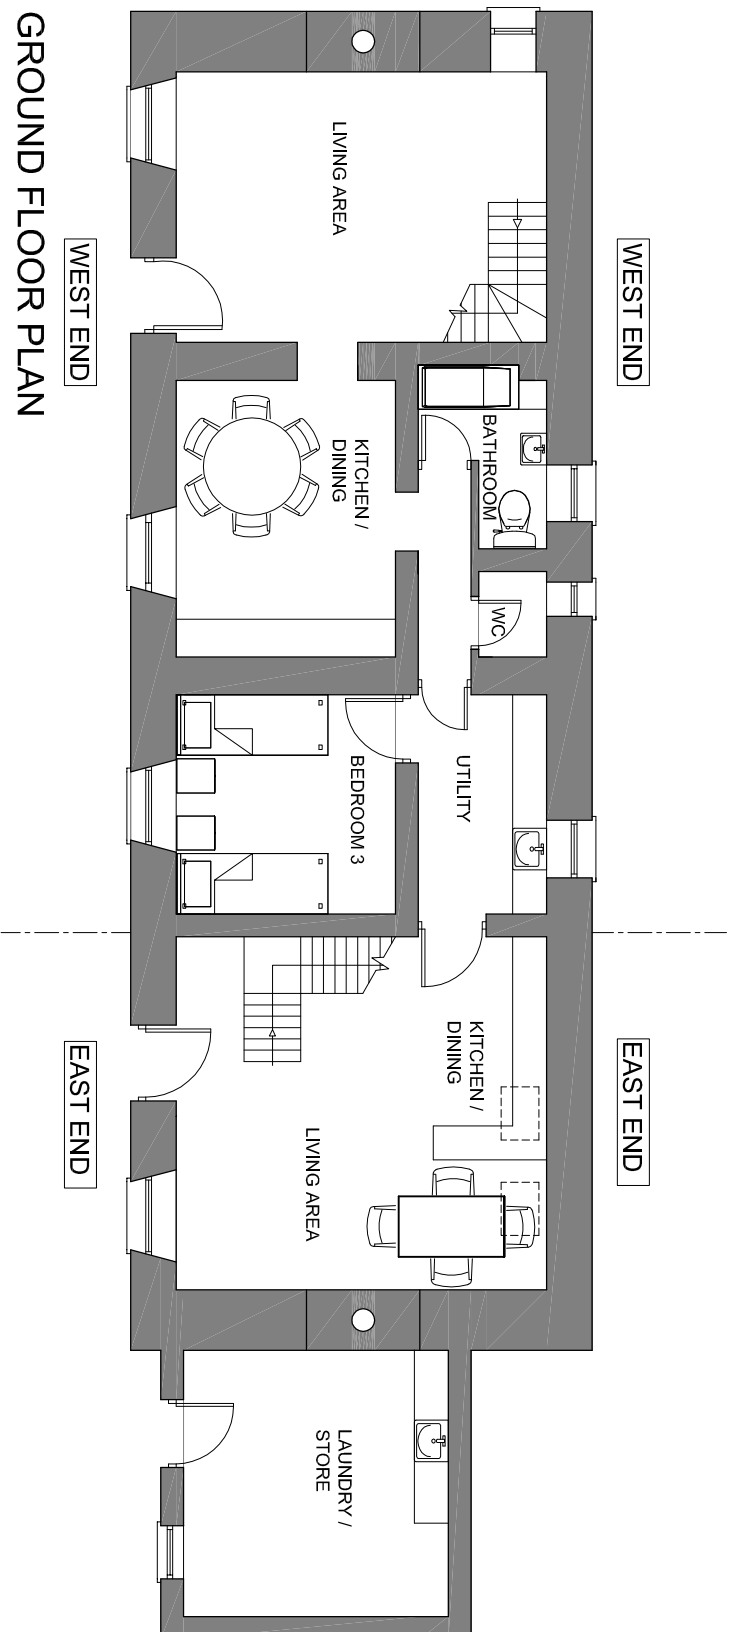 GROUND FLOOR PLAN
WEST END
WEST END
LIVING AREA
KITCHEN /
DINING
BATHROOM
WC
UTILITY
BEDROOM 3
EAST END
EAST END
KITCHEN /
DINING
LIVING AREA
LAUNDRY /
STORE